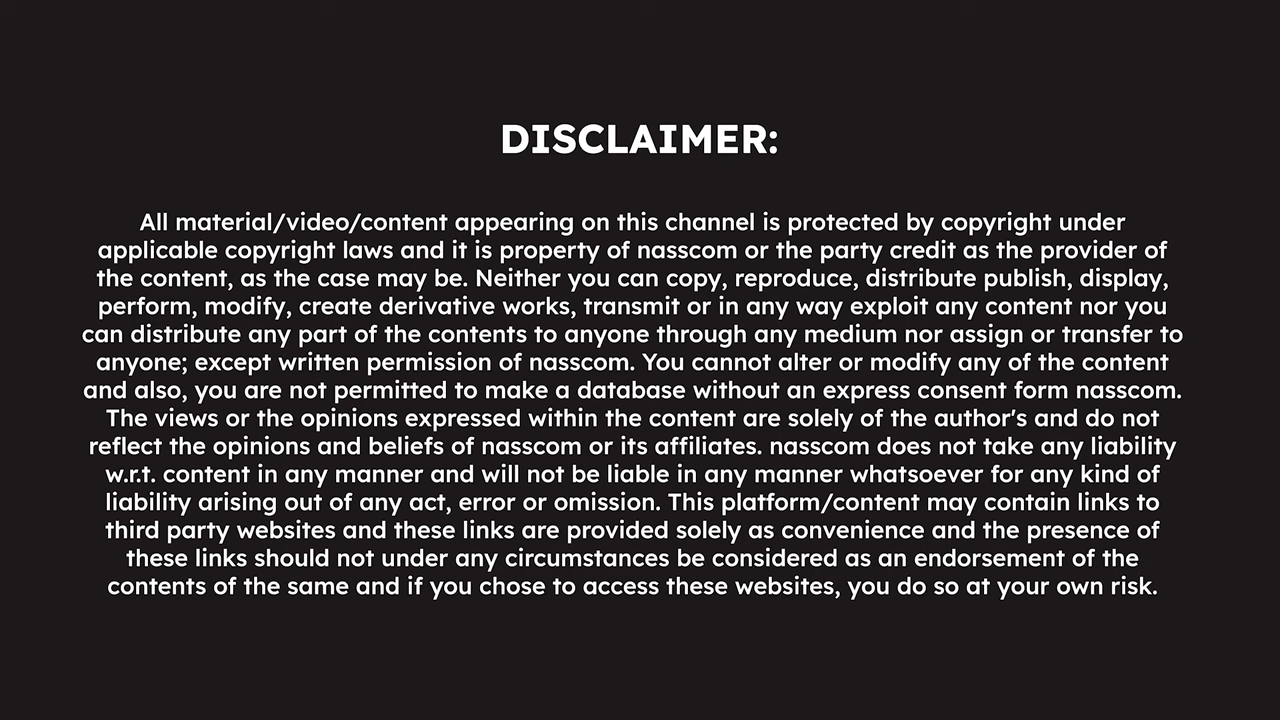 DISCLAIMER:
All material/video/content appearing on this channel is protected by copyright under
applicable copyright laws and it is property of nasscom or the party credit as the provider of
the content, as the case may be. Neither you can copy, reproduce, distribute publish, display,
perform, modify, create derivative works, transmit or in any way exploit any content nor you
can distribute any part of the contents to anyone through any medium nor assign or transfer to
anyone; except written permission of nasscom. You cannot alter or modify any of the content
and also, you are not permitted to make a database without an express consent form nasscom.
The views or the opinions expressed within the content are solely of the author's and do not
reflect the opinions and beliefs of nasscom or its affiliates. nasscom does not take any liability
w.r.t. content in any manner and will not be liable in any manner whatsoever for any kind of
liability arising out of any act, error or omission. This platform/content may contain links to
third party websites and these links are provided solely as convenience and the presence of
these links should not under any circumstances be considered as an endorsement of the
contents of the same and if you chose to access these websites, you do so at your own risk.